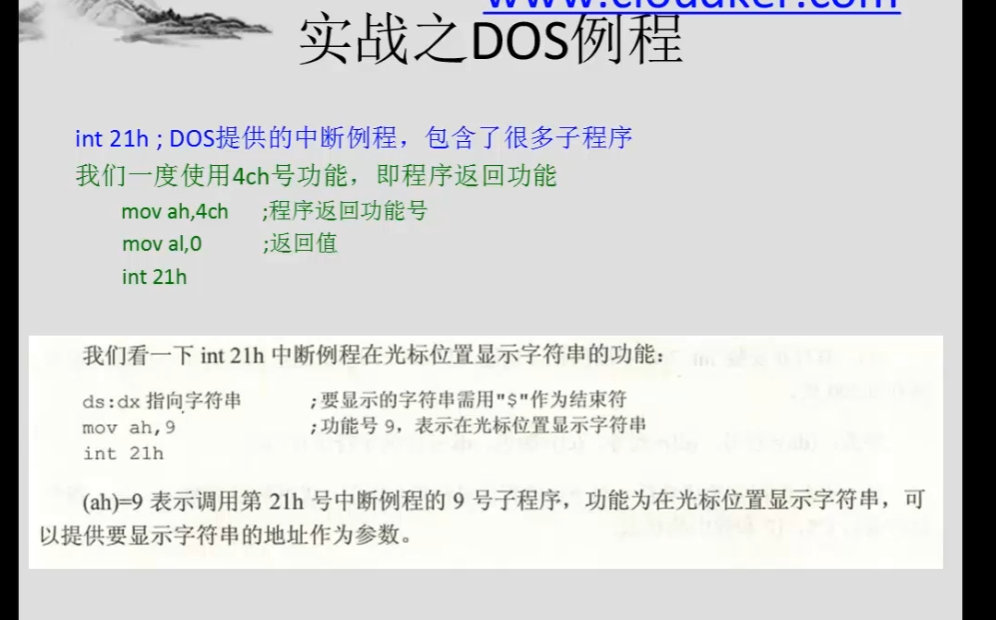 www.cloudker.com
实战之DOS例程
int 21h ; DOS提供的中断例程，包含了很多子程序
我们一度使用4ch号功能，即程序返回功能
mov ah,4ch ;程序返回功能号
mov al,0 ;返回值
int 21h
我们看一下 int 21h 中断例程在光标位置显示字符串的功能：
ds:dx 指向字符串 ;要显示的字符串需用"$"作为结束符
mov ah,9 ;功能号 9，表示在光标位置显示字符串
int 21h
(ah)=9 表示调用第 21h 号中断例程的 9 号子程序，功能为在光标位置显示字符串，可
以提供要显示字符串的地址作为参数。